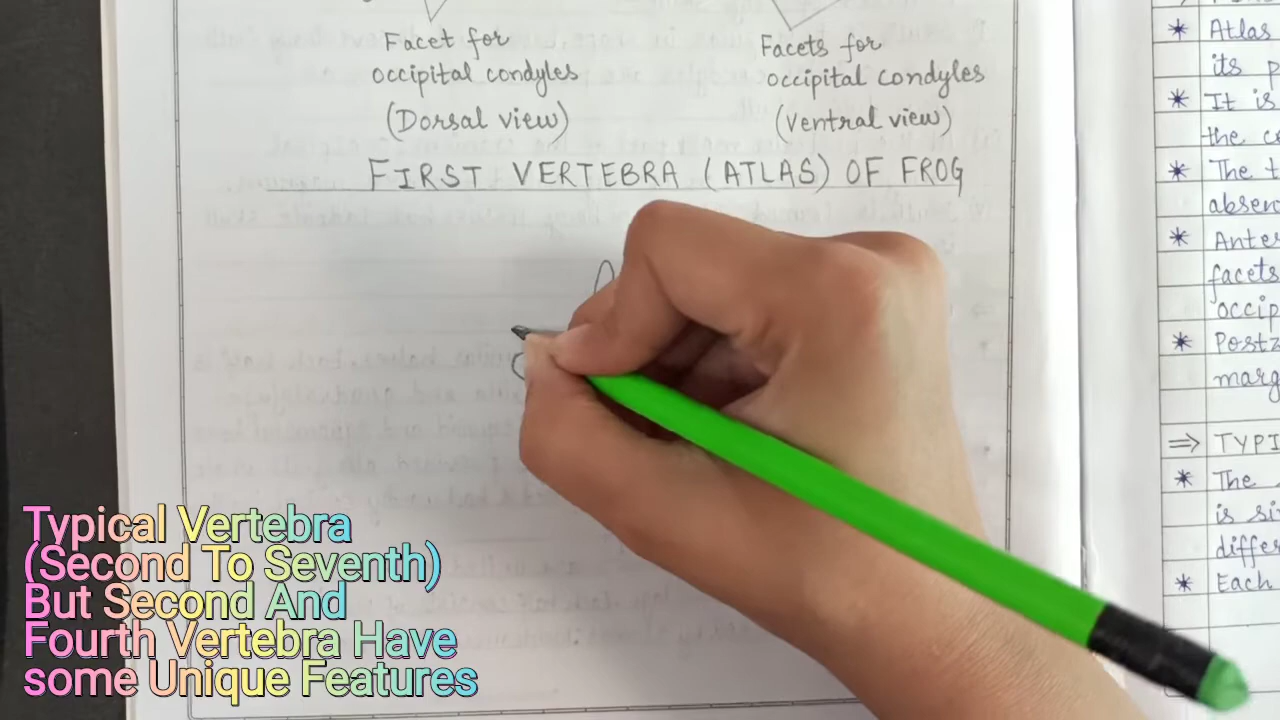 Facet for
occipital condyles
(Dorsal view)
Facets for
occipital condyles
(Ventral view)
FIRST VERTEBRA (ATLAS) OF FROG
Typical Vertebra
(Second To Seventh)
But Second And
Fourth Vertebra Have
some Unique Features
* Atlas
its p
* It is
the c
* The t
absen
* Anter
facets
occip
* Postz
marg
⇒ TYPI
* The
is si
differ
* Each